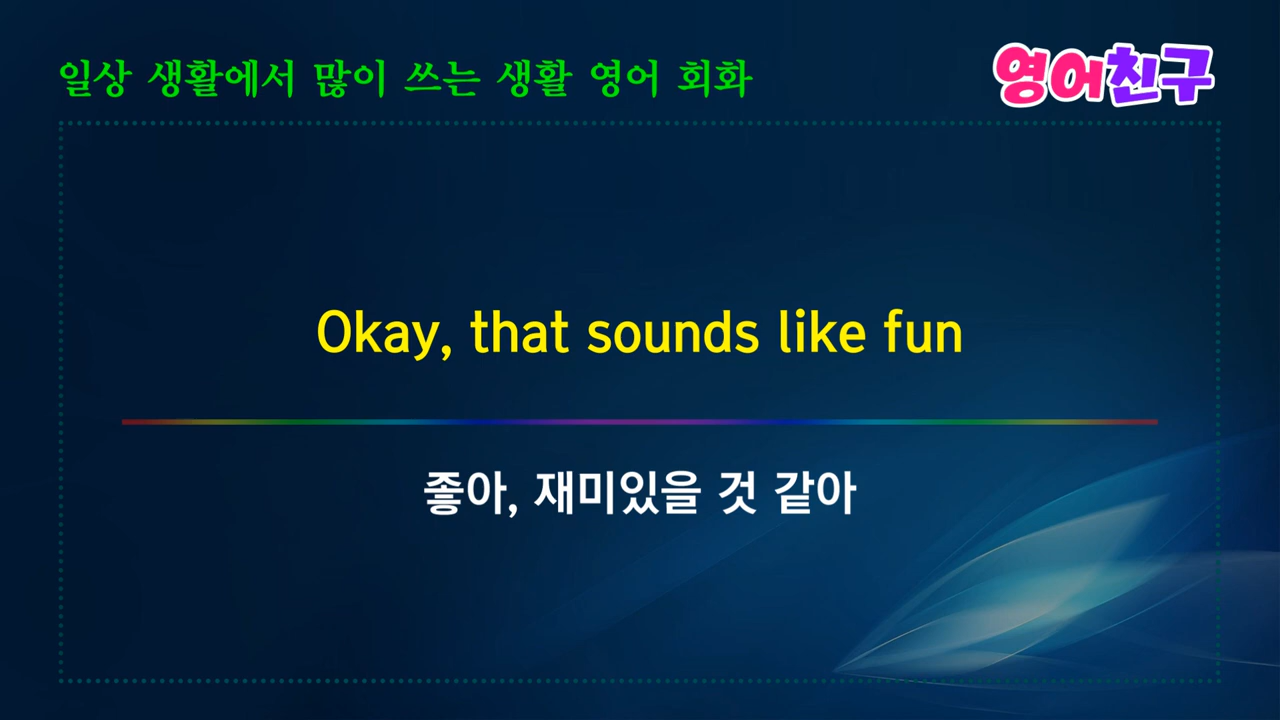 일상 생활에서 많이 쓰는 생활 영어 회화
영어친구
Okay, that sounds like fun
좋아, 재미있을 것 같아